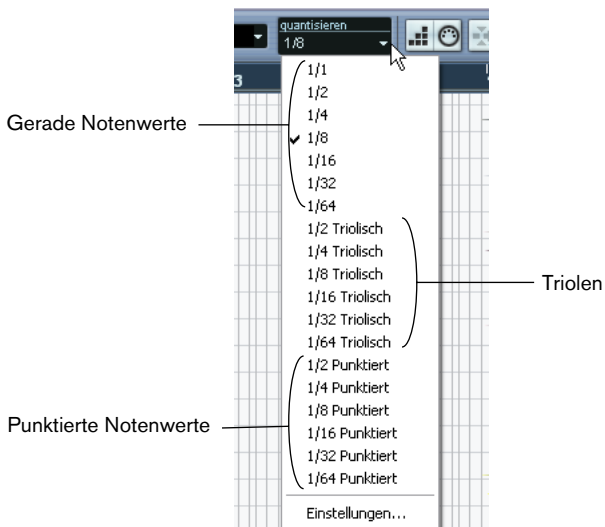 quantisieren
1/8
3
1/1
1/2
1/4
Gerade Notenwerte
1/8
1/16
1/32
1/64
1/2 Triolisch
1/4 Triolisch
1/8 Triolisch
Triolen
1/16 Triolisch
1/32 Triolisch
1/64 Triolisch
1/2 Punktiert
1/4 Punktiert
1/8 Punktiert
Punktierte Notenwerte
1/16 Punktiert
1/32 Punktiert
1/64 Punktiert
Einstellungen...